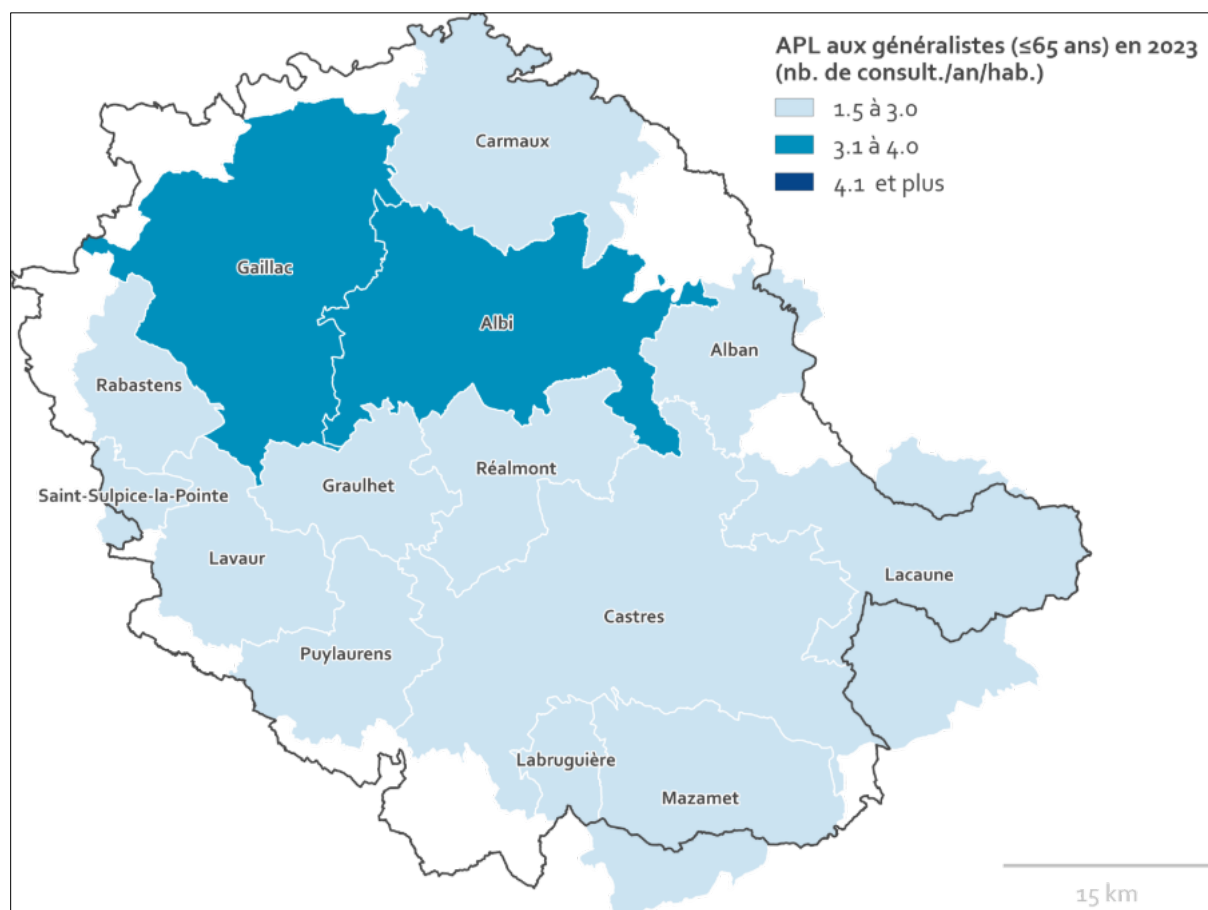 APL aux généralistes (≤65 ans) en 2023
(nb. de consult./an/hab.)
1.5 à 3.0
3.1 à 4.0
4.1 et plus
Carmaux
Gaillac
Albi
Alban
Rabastens
Réalmont
Graulhet
Saint-Sulpice-la-Pointe
Lavaur
Lacaune
Castres
Puylaurens
Labruguière
Mazamet
15 km